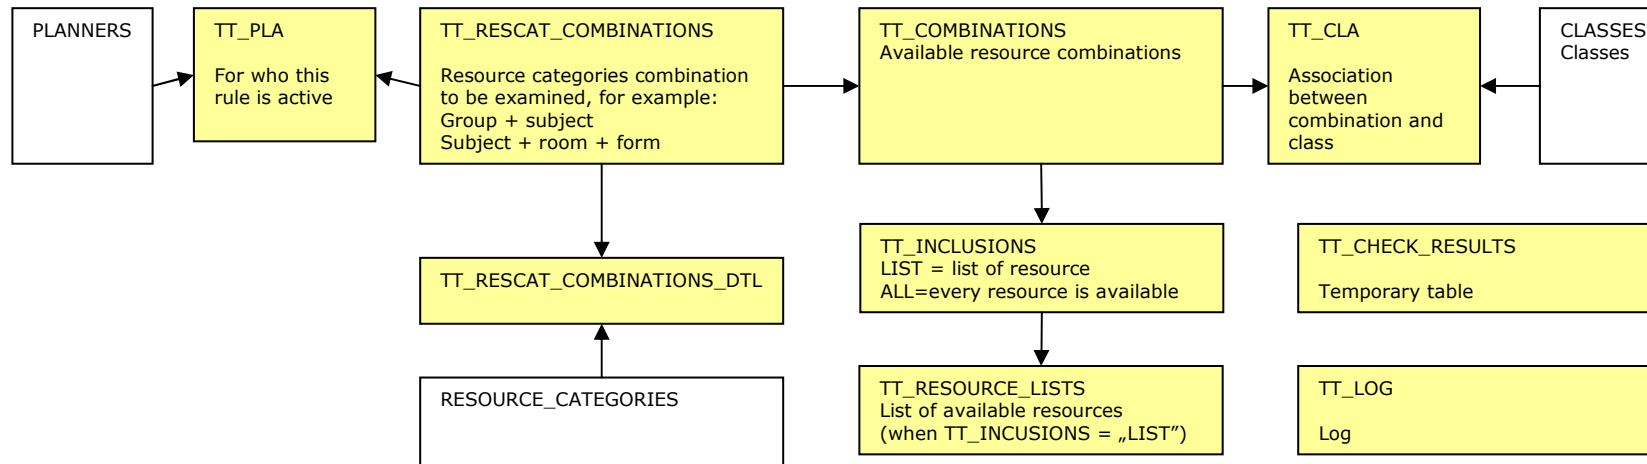 PLANNERS
TT_PLA
For who this
rule is active
TT_RESCAT_COMBINATIONS
Resource categories combination
to be examined, for example:
Group + subject
Subject + room + form
TT_COMBINATIONS
Available resource combinations
TT_CLA
Association
between
combination and
class
CLASSES
Classes
TT_RESCAT_COMBINATIONS_DTL
TT_INCLUSIONS
LIST = list of resource
ALL=every resource is available
TT_CHECK_RESULTS
Temporary table
RESOURCE_CATEGORIES
TT_RESOURCE_LISTS
List of available resources
(when TT_INCUSIONS = „LIST”)
TT_LOG
Log